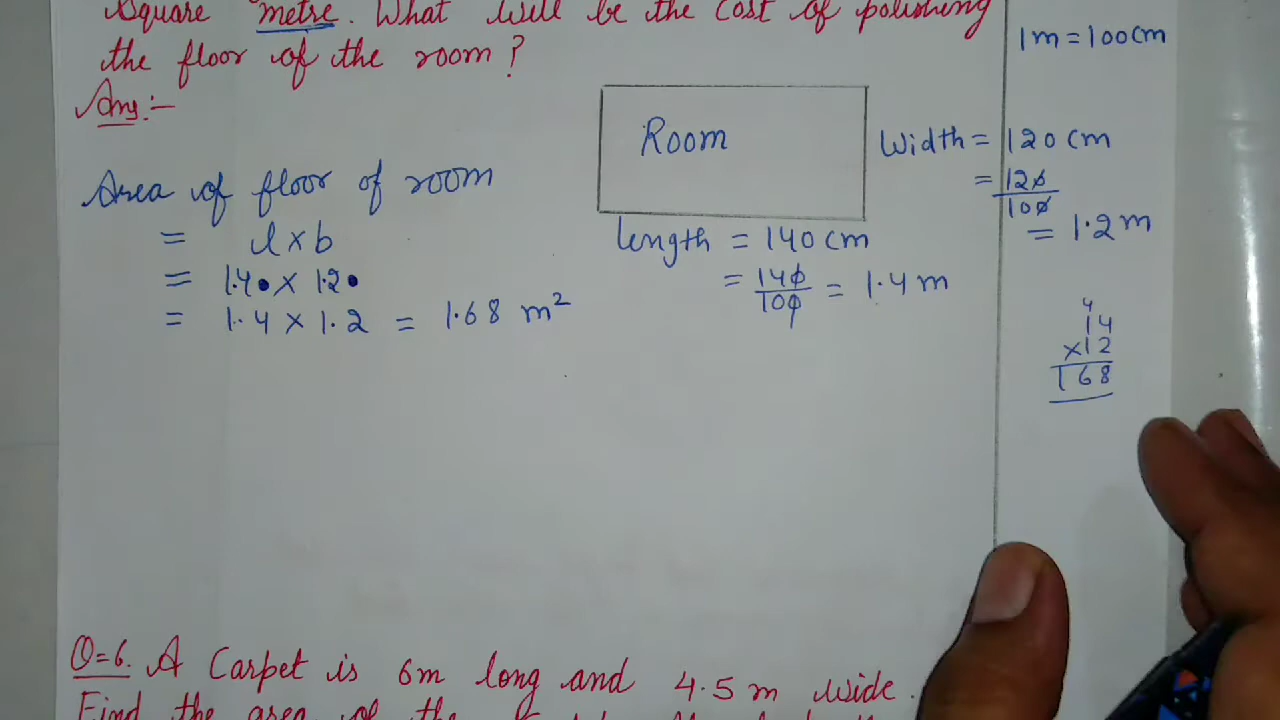 Square metre. What will be the cost of polishing
the floor of the room?
Ans:-
1m = 100cm
Room
Width = 120 cm
= 120/100
= 1.2 m
Area of floor of room
= l x b
= 1.40 x 1.20
= 1.4 x 1.2 = 1.68 m²
length = 140 cm
= 140/100 = 1.4 m
4
14
x12
168
Q=6. A Carpet is 6m long and 4.5 m wide.
Find the area of the